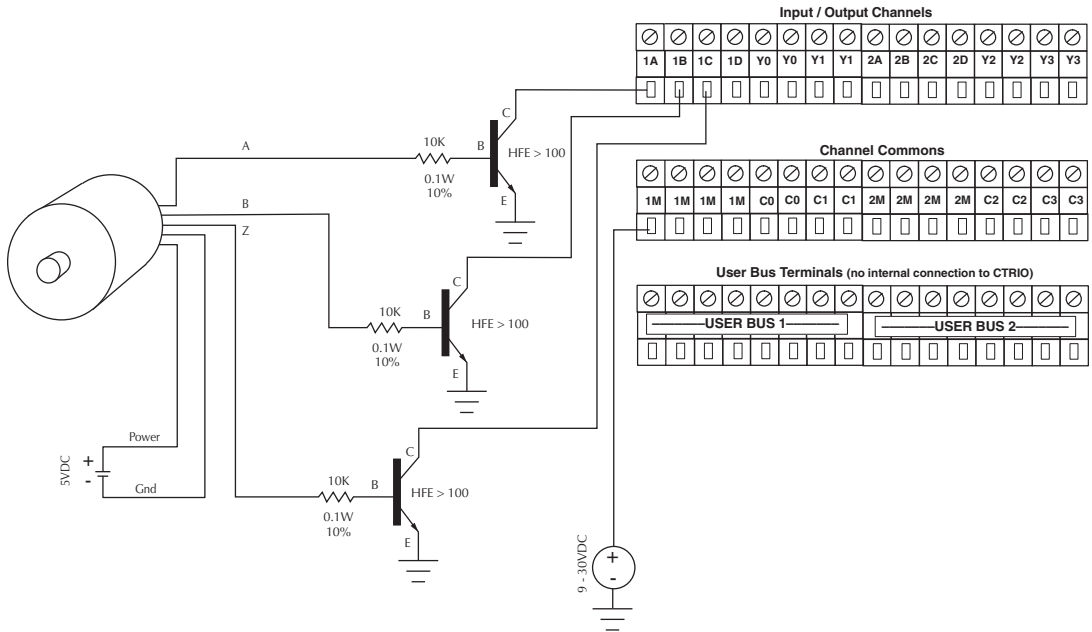 Input / Output Channels
1A 1B 1C 1D Y0 Y0 Y1 Y1 2A 2B 2C 2D Y2 Y2 Y3 Y3
C
10K
A
B
HFE > 100
0.1W
10%
E
Channel Commons
1M 1M 1M 1M C0 C0 C1 C1 2M 2M 2M 2M C2 C2 C3 C3
B
Z
User Bus Terminals (no internal connection to CTRIO)
USER BUS 1
USER BUS 2
C
10K
B
HFE > 100
0.1W
10%
E
Power
5VDC
+
-
Gnd
C
10K
B
HFE > 100
0.1W
10%
E
9 - 30VDC
+
-